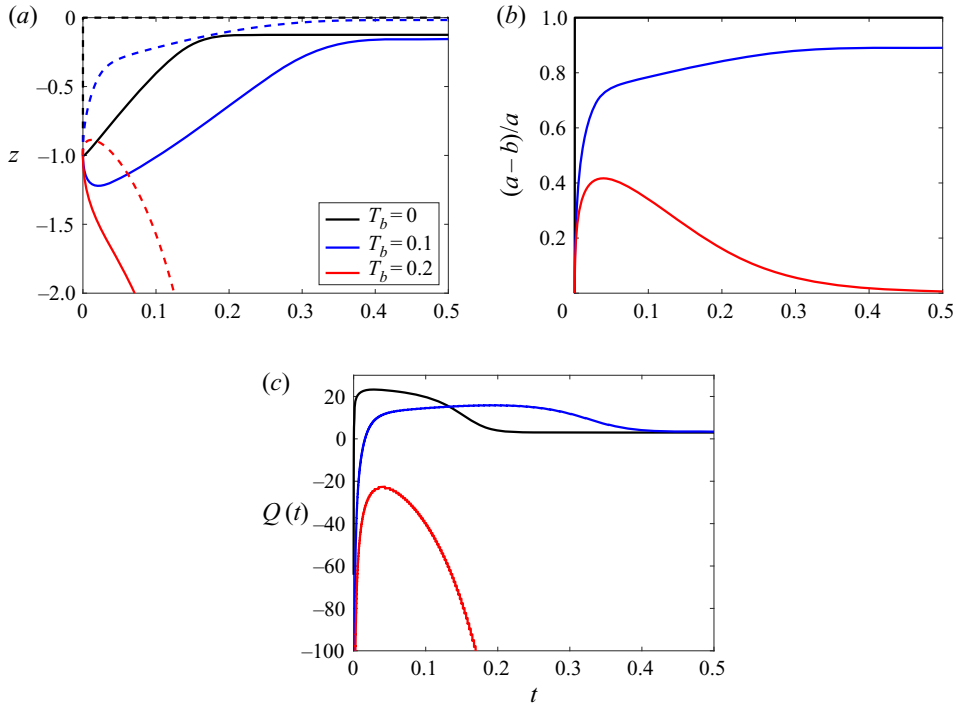 (a)
0
–0.5
–1.0
–1.5
–2.0
z
0 0.1 0.2 0.3 0.4 0.5
T_b = 0
T_b = 0.1
T_b = 0.2
(b)
1.0
0.8
0.6
0.4
0.2
(a – b)/a
0 0.1 0.2 0.3 0.4 0.5
(c)
20
0
–20
–40
–60
–80
–100
Q (t)
0 0.1 0.2 0.3 0.4 0.5
t